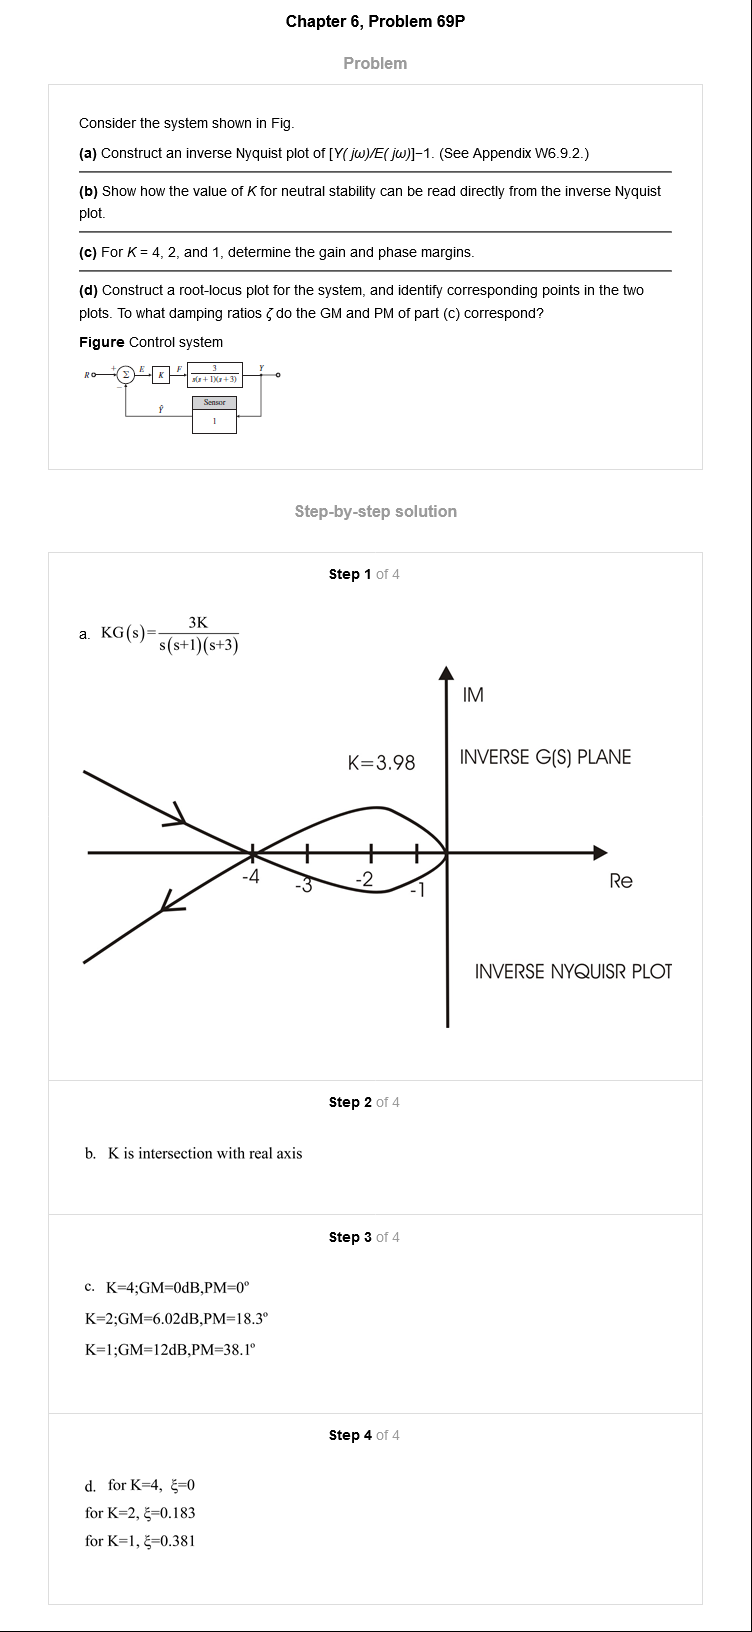 Chapter 6, Problem 69P
Problem
Consider the system shown in Fig.
(a) Construct an inverse Nyquist plot of [Y( jω)/E( jω)]−1. (See Appendix W6.9.2.)
(b) Show how the value of K for neutral stability can be read directly from the inverse Nyquist
plot.
(c) For K = 4, 2, and 1, determine the gain and phase margins.
(d) Construct a root-locus plot for the system, and identify corresponding points in the two
plots. To what damping ratios ζ do the GM and PM of part (c) correspond?
Figure Control system
R + Σ − E K F 3 Y
s(s + 1)(s + 3)
Sensor
Ŷ 1
Step-by-step solution
Step 1 of 4
a. KG(s)= 3K
s(s+1)(s+3)
IM
K=3.98 INVERSE G(S) PLANE
-4 -3 -2 -1 Re
INVERSE NYQUISR PLOT
Step 2 of 4
b. K is intersection with real axis
Step 3 of 4
c. K=4;GM=0dB,PM=0º
K=2;GM=6.02dB,PM=18.3º
K=1;GM=12dB,PM=38.1º
Step 4 of 4
d. for K=4, ξ=0
for K=2, ξ=0.183
for K=1, ξ=0.381